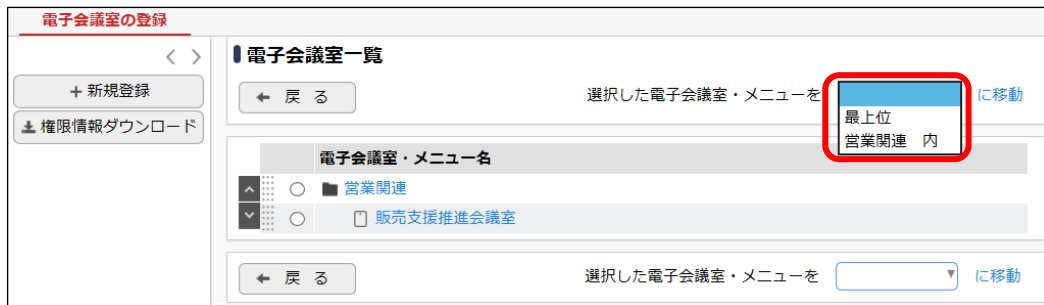 電子会議室の登録
+ 新規登録
権限情報ダウンロード
電子会議室一覧
戻 る
選択した電子会議室・メニューを に移動
最上位
営業関連 内
電子会議室・メニュー名
営業関連
販売支援推進会議室
戻 る
選択した電子会議室・メニューを に移動